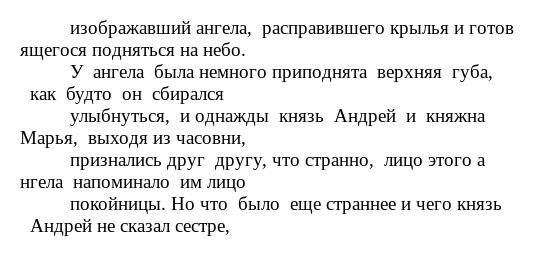 изображавший ангела, расправившего крылья и готов
ящегося подняться на небо.
У ангела была немного приподнята верхняя губа,
как будто он сбирался
улыбнуться, и однажды князь Андрей и княжна
Марья, выходя из часовни,
признались друг другу, что странно, лицо этого а
нгела напоминало им лицо
покойницы. Но что было еще страннее и чего князь
Андрей не сказал сестре,